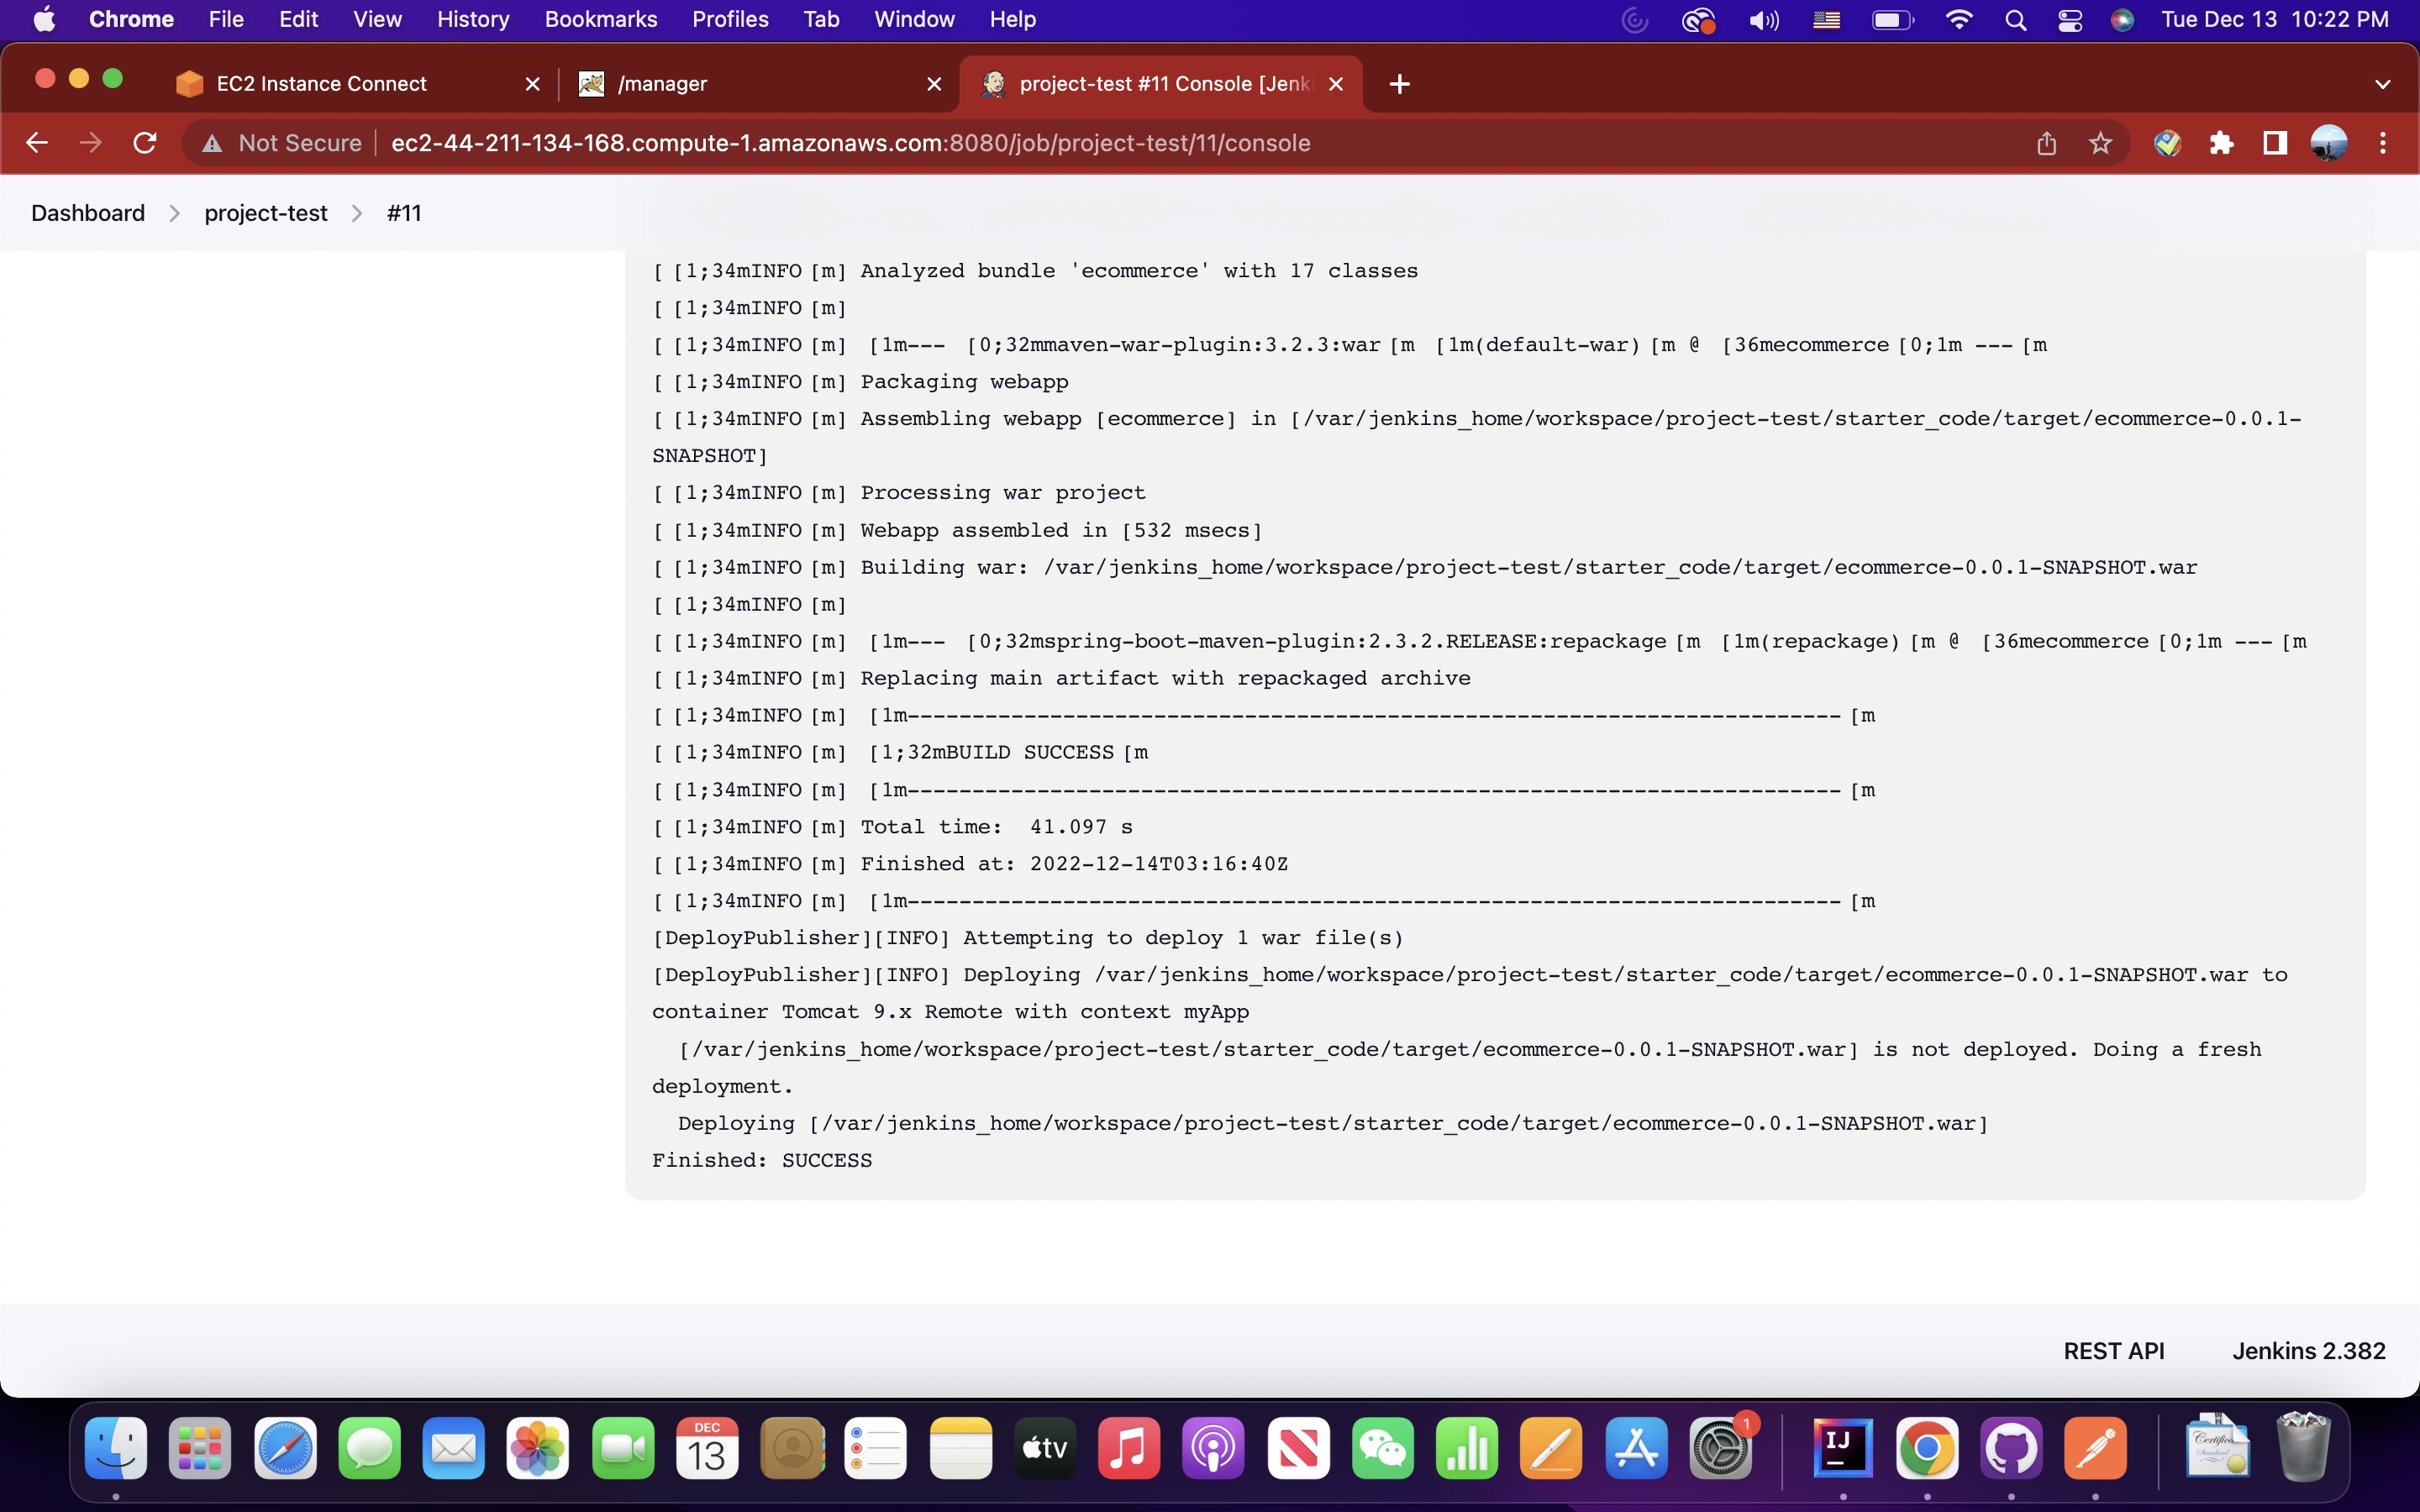 Chrome File Edit View History Bookmarks Profiles Tab Window Help Tue Dec 13 10:22 PM
EC2 Instance Connect /manager project-test #11 Console [Jenki
Not Secure ec2-44-211-134-168.compute-1.amazonaws.com:8080/job/project-test/11/console
Dashboard project-test #11
[ [1;34mINFO [m] Analyzed bundle 'ecommerce' with 17 classes
[ [1;34mINFO [m]
[ [1;34mINFO [m]  [1m---  [0;32mmaven-war-plugin:3.2.3:war [m  [1m(default-war) [m @  [36mecommerce [0;1m --- [m
[ [1;34mINFO [m] Packaging webapp
[ [1;34mINFO [m] Assembling webapp [ecommerce] in [/var/jenkins_home/workspace/project-test/starter_code/target/ecommerce-0.0.1-
SNAPSHOT]
[ [1;34mINFO [m] Processing war project
[ [1;34mINFO [m] Webapp assembled in [532 msecs]
[ [1;34mINFO [m] Building war: /var/jenkins_home/workspace/project-test/starter_code/target/ecommerce-0.0.1-SNAPSHOT.war
[ [1;34mINFO [m]
[ [1;34mINFO [m]  [1m---  [0;32mspring-boot-maven-plugin:2.3.2.RELEASE:repackage [m  [1m(repackage) [m @  [36mecommerce [0;1m --- [m
[ [1;34mINFO [m] Replacing main artifact with repackaged archive
[ [1;34mINFO [m]  [1m------------------------------------------------------------------------ [m
[ [1;34mINFO [m]  [1;32mBUILD SUCCESS [m
[ [1;34mINFO [m]  [1m------------------------------------------------------------------------ [m
[ [1;34mINFO [m] Total time:  41.097 s
[ [1;34mINFO [m] Finished at: 2022-12-14T03:16:40Z
[ [1;34mINFO [m]  [1m------------------------------------------------------------------------ [m
[DeployPublisher][INFO] Attempting to deploy 1 war file(s)
[DeployPublisher][INFO] Deploying /var/jenkins_home/workspace/project-test/starter_code/target/ecommerce-0.0.1-SNAPSHOT.war to
container Tomcat 9.x Remote with context myApp
[/var/jenkins_home/workspace/project-test/starter_code/target/ecommerce-0.0.1-SNAPSHOT.war] is not deployed. Doing a fresh
deployment.
Deploying [/var/jenkins_home/workspace/project-test/starter_code/target/ecommerce-0.0.1-SNAPSHOT.war]
Finished: SUCCESS
REST API Jenkins 2.382
DEC
13
tv
1
IJ